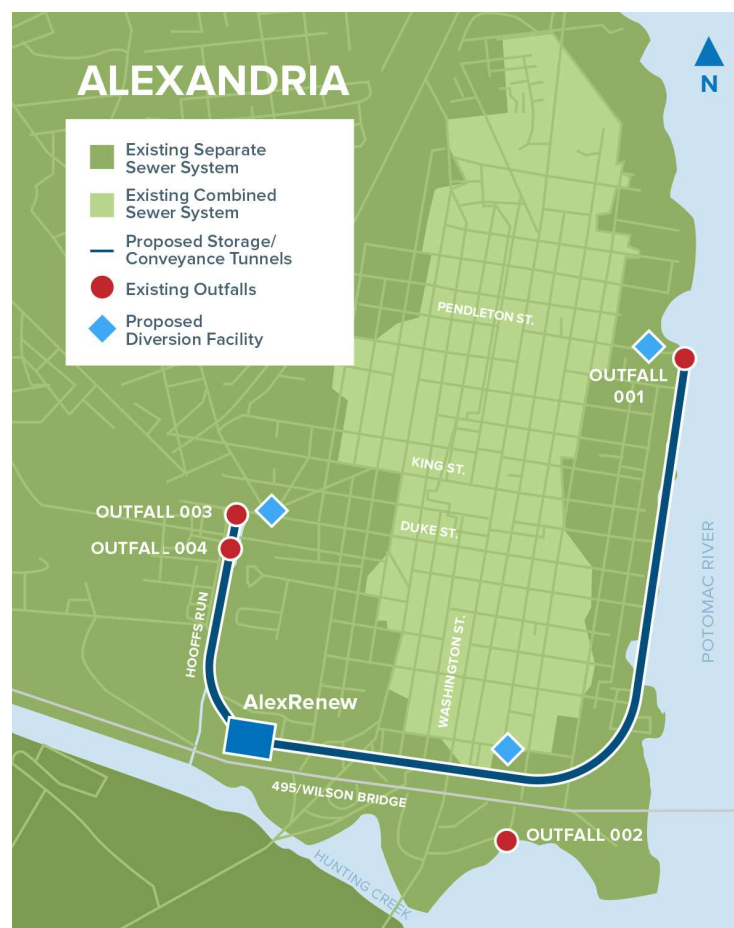 ALEXANDRIA
N
Existing Separate
Sewer System
Existing Combined
Sewer System
Proposed Storage/
Conveyance Tunnels
Existing Outfalls
Proposed
Diversion Facility
PENDLETON ST.
OUTFALL
001
KING ST.
OUTFALL 003
DUKE ST.
OUTFALL 004
POTOMAC RIVER
HOOFFS RUN
WASHINGTON ST.
AlexRenew
495/WILSON BRIDGE
OUTFALL 002
HUNTING CREEK